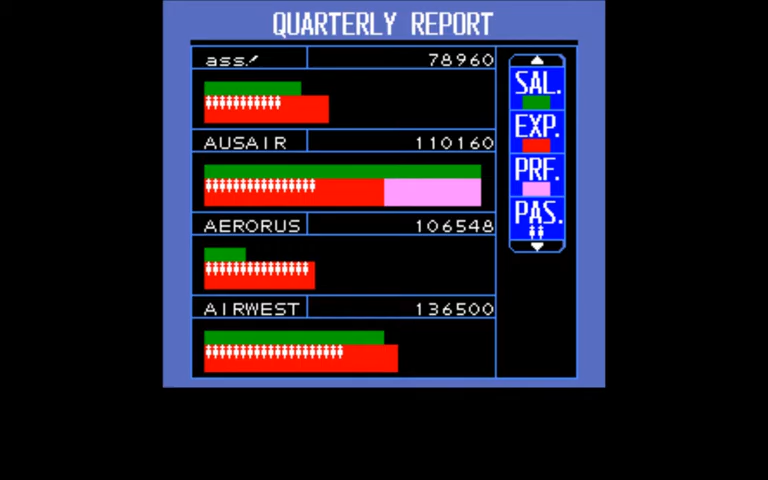 QUARTERLY REPORT
ass! 78960
AUSAIR 110160
AERORUS 106548
AIRWEST 136500
SAL.
EXP.
PRF.
PAS.